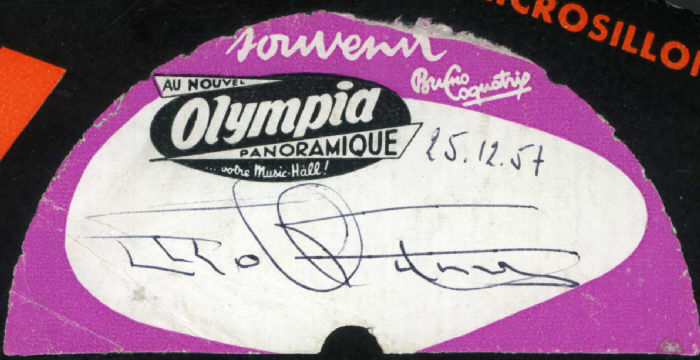 MICROSILLON
souvenir
Bruno Coquatrix
AU NOUVEL
Olympia
PANORAMIQUE
... votre Music-Hall!
25.12.57